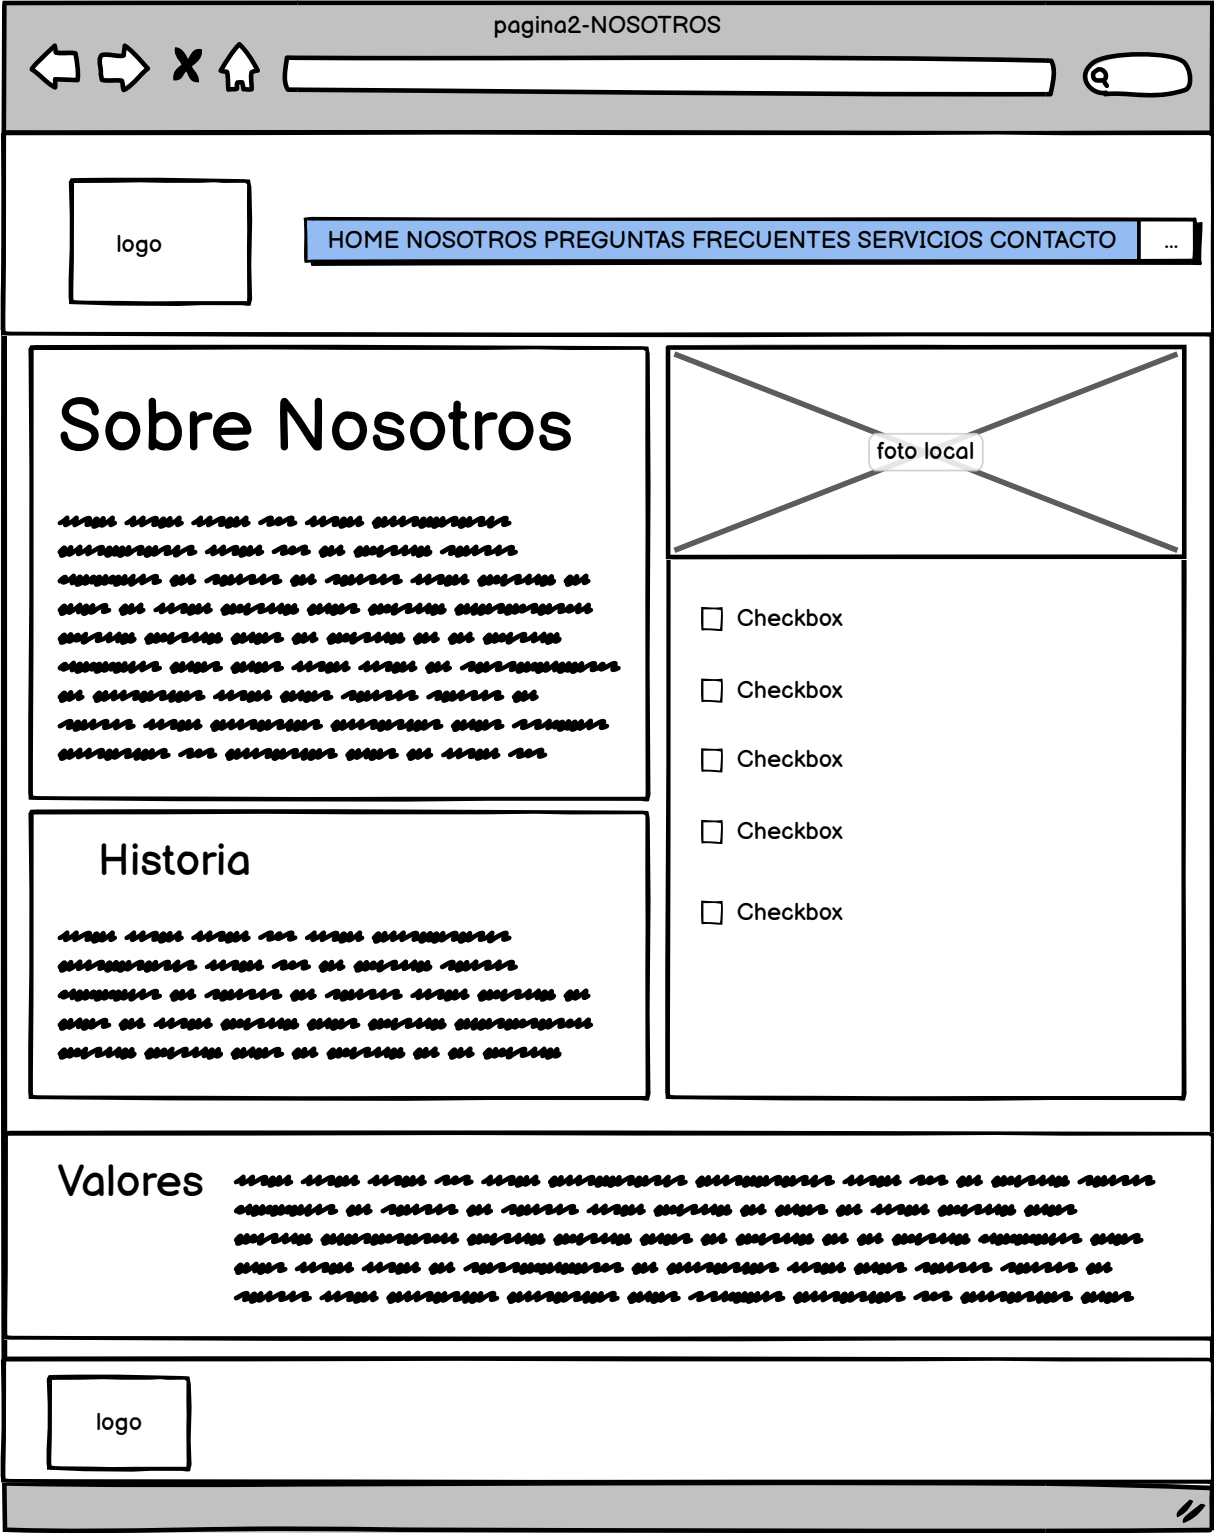 pagina2-NOSOTROS
logo
HOME NOSOTROS PREGUNTAS FRECUENTES SERVICIOS CONTACTO
...
Sobre Nosotros
foto local
Checkbox
Checkbox
Checkbox
Checkbox
Checkbox
Historia
Valores
logo